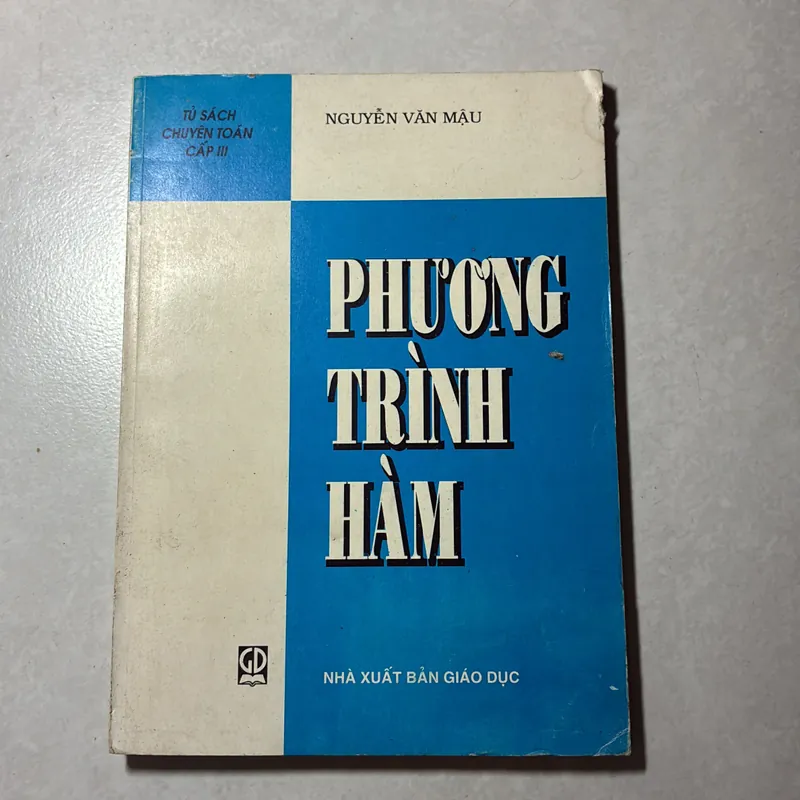 TỦ SÁCH
CHUYÊN TOÁN
CẤP III
NGUYỄN VĂN MẬU
PHƯƠNG
TRÌNH
HÀM
GD
NHÀ XUẤT BẢN GIÁO DỤC